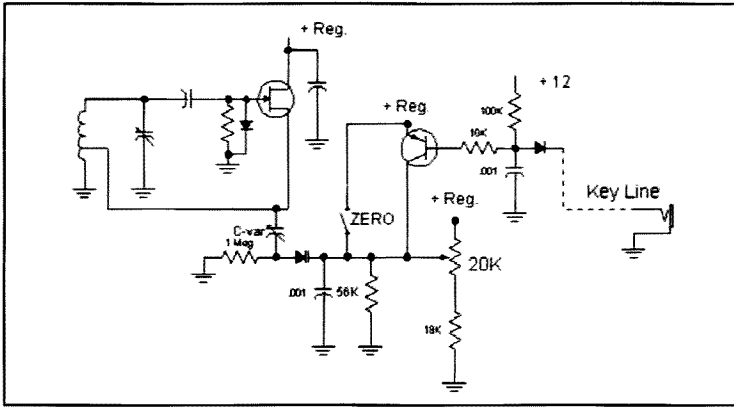 + Reg.
+ 12
+ Reg.
100K
10K
.001
Key Line
ZERO
+ Reg.
C-var
1 Meg
20K
.001
56K
18K